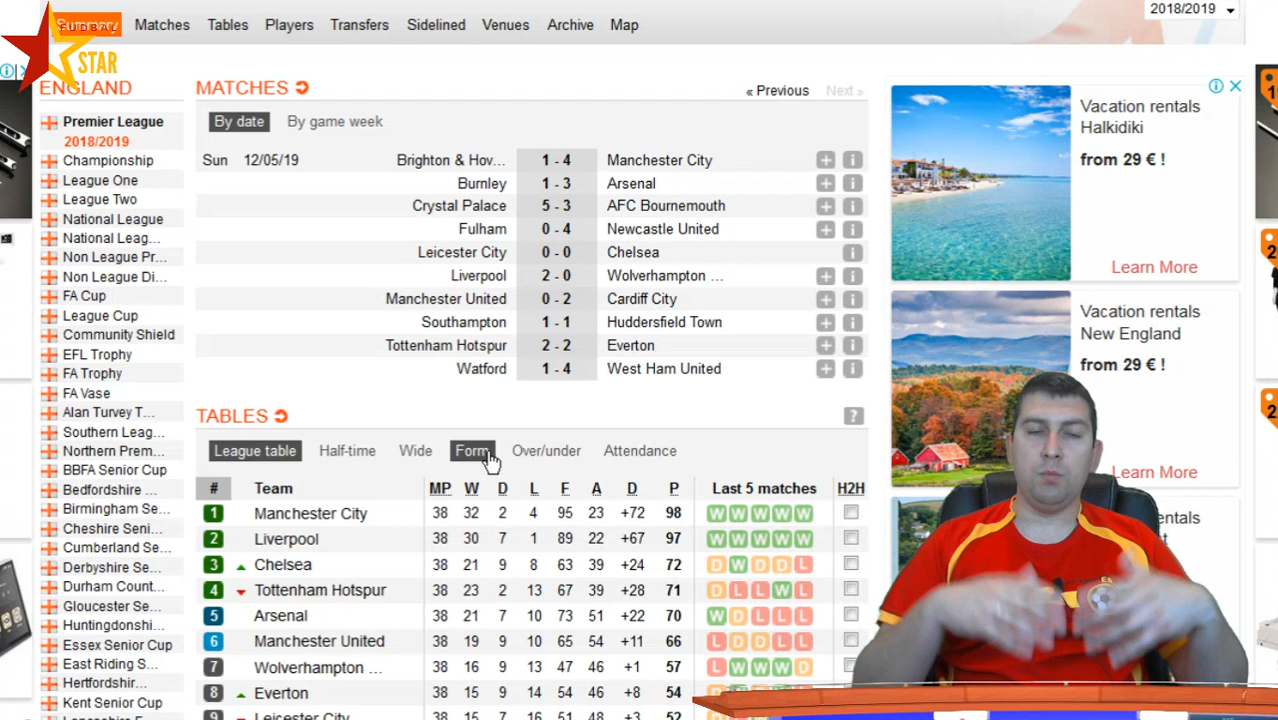 Summary Matches Tables Players Transfers Sidelined Venues Archive Map
2018/2019
FUDBAL
STAR
ENGLAND
Premier League
2018/2019
Championship
League One
League Two
National League
National Leag...
Non League Pr...
Non League Di...
FA Cup
League Cup
Community Shield
EFL Trophy
FA Trophy
FA Vase
Alan Turvey T...
Southern Leag...
Northern Prem...
BBFA Senior Cup
Bedfordshire ...
Birmingham Se...
Cheshire Seni...
Cumberland Se...
Derbyshire Se...
Durham Count...
Gloucester Se...
Huntingdonshi...
Essex Senior Cup
East Riding S...
Hertfordshir...
Kent Senior Cup
MATCHES
« Previous Next »
By date By game week
Sun 12/05/19 Brighton & Hov... 1 - 4 Manchester City
Burnley 1 - 3 Arsenal
Crystal Palace 5 - 3 AFC Bournemouth
Fulham 0 - 4 Newcastle United
Leicester City 0 - 0 Chelsea
Liverpool 2 - 0 Wolverhampton ...
Manchester United 0 - 2 Cardiff City
Southampton 1 - 1 Huddersfield Town
Tottenham Hotspur 2 - 2 Everton
Watford 1 - 4 West Ham United
TABLES
?
League table Half-time Wide Form Over/under Attendance
# Team MP W D L F A D P Last 5 matches H2H
1 Manchester City 38 32 2 4 95 23 +72 98 W W W W W
2 Liverpool 38 30 7 1 89 22 +67 97 W W W W W
3 Chelsea 38 21 9 8 63 39 +24 72 D W D D L
4 Tottenham Hotspur 38 23 2 13 67 39 +28 71 D L L W L
5 Arsenal 38 21 7 10 73 51 +22 70 W D L L L
6 Manchester United 38 19 9 10 65 54 +11 66 L D D L L
7 Wolverhampton ... 38 16 9 13 47 46 +1 57 L W W W D
8 Everton 38 15 9 14 54 46 +8 54
9 Leicester City 38 15 7 16 51 48 +3 52
Vacation rentals
Halkidiki
from 29 € !
Learn More
Vacation rentals
New England
from 29 € !
Learn More